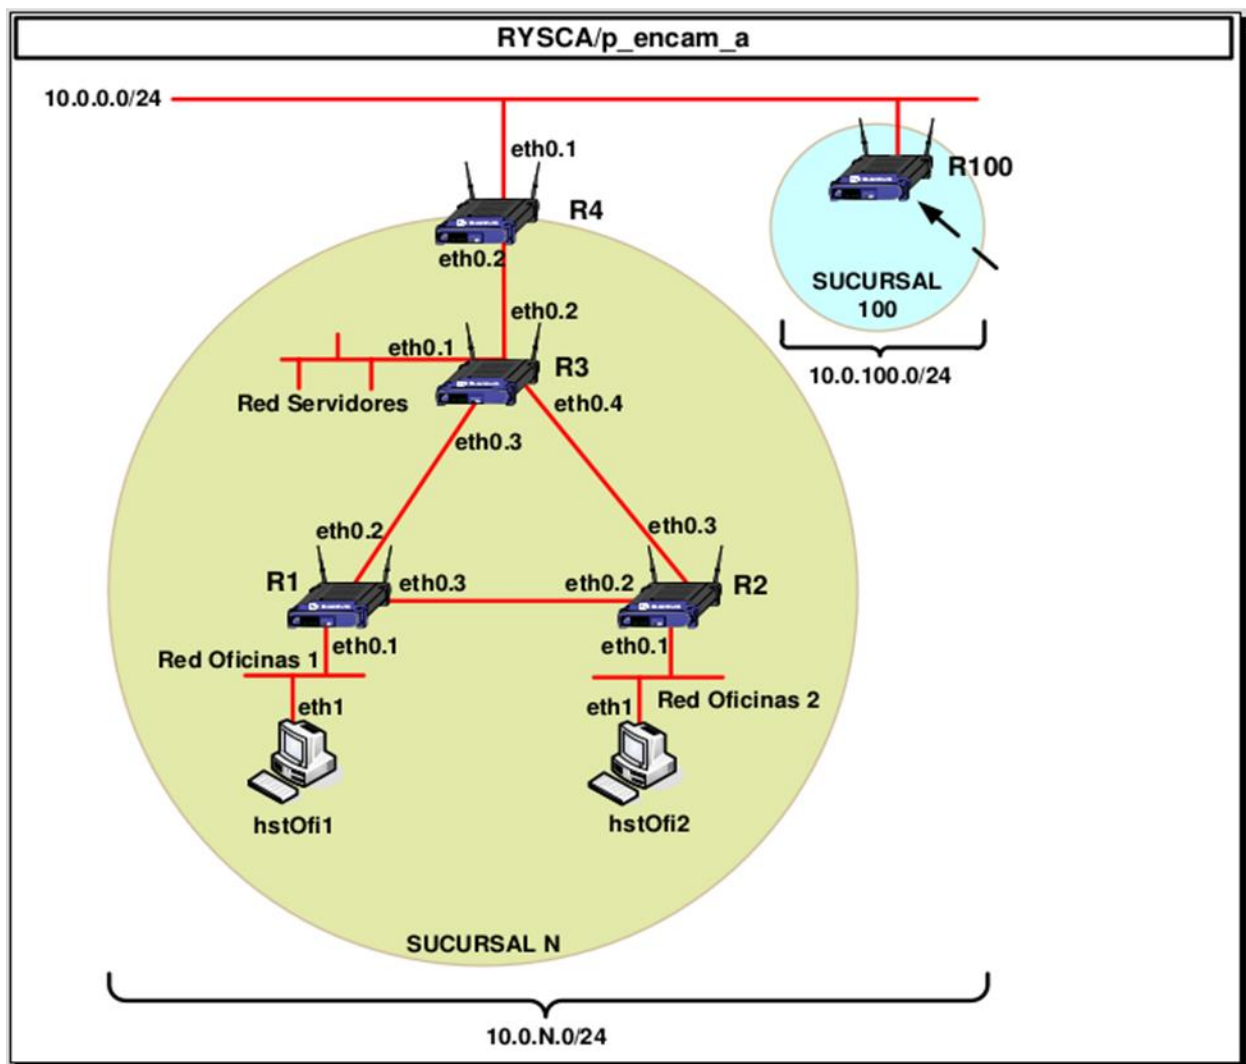 RYSCA/p_encam_a
10.0.0.0/24
eth0.1
R4
R100
eth0.2
SUCURSAL
100
10.0.100.0/24
eth0.2
eth0.1
R3
Red Servidores
eth0.4
eth0.3
eth0.2
eth0.3
R1
eth0.3
eth0.2
R2
eth0.1
eth0.1
Red Oficinas 1
Red Oficinas 2
eth1
eth1
hstOfi1
hstOfi2
SUCURSAL N
10.0.N.0/24